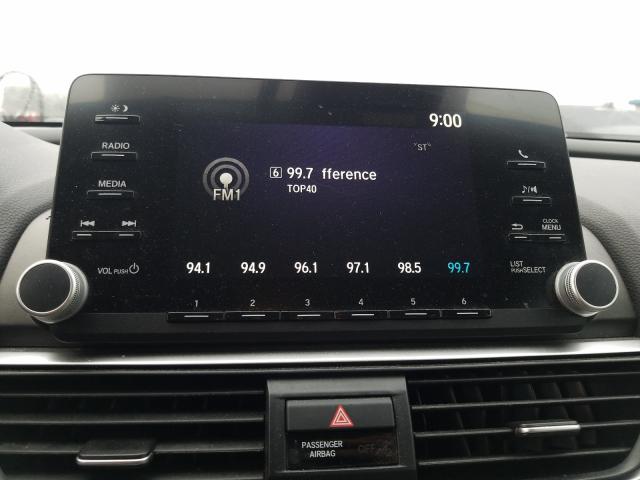 9:00
RADIO
"ST"
6 99.7 fference
TOP40
FM1
MEDIA
CLOCK
MENU
VOL PUSH
LIST
PUSH SELECT
94.1 94.9 96.1 97.1 98.5 99.7
1 2 3 4 5 6
PASSENGER
AIRBAG
OFF